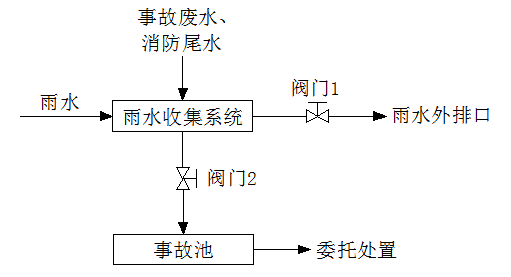 事故废水、
消防尾水
雨水
雨水收集系统
阀门1
雨水外排口
阀门2
事故池
委托处置